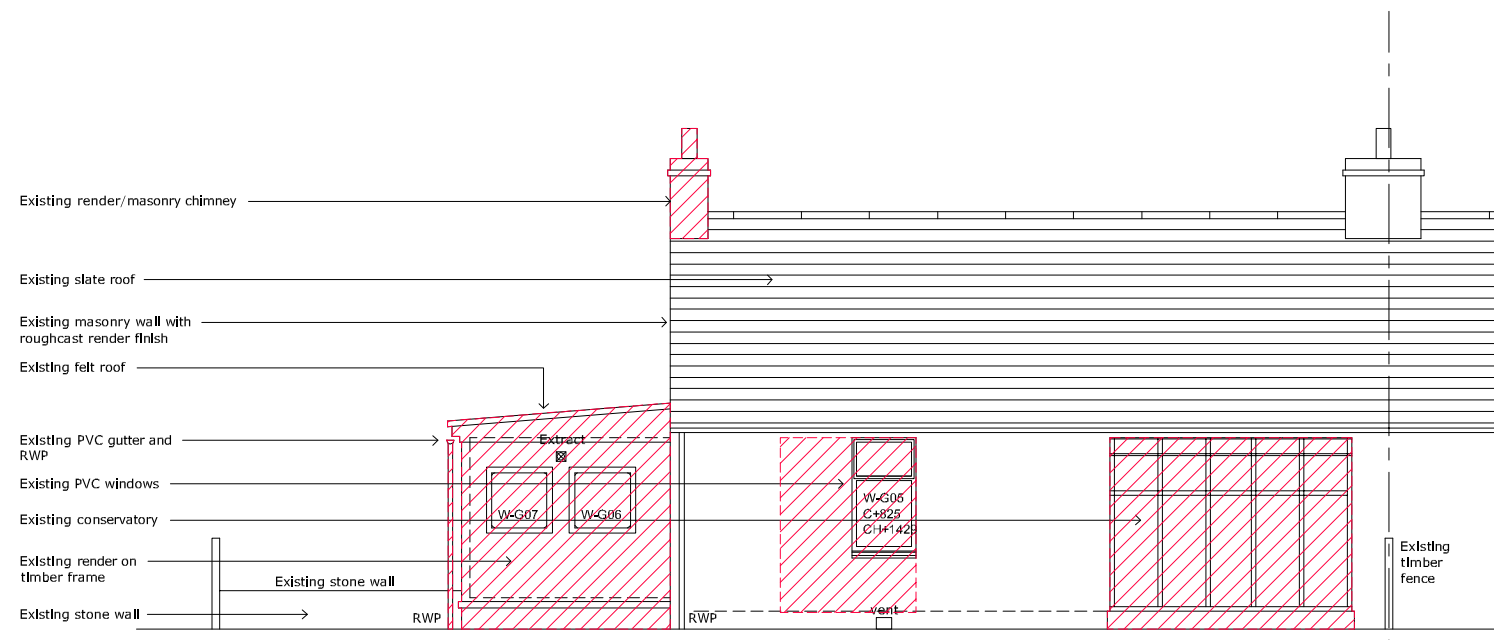 Existing render/masonry chimney
Existing slate roof
Existing masonry wall with
roughcast render finish
Existing felt roof
Existing PVC gutter and
RWP
Existing PVC windows
Existing conservatory
Existing render on
timber frame
Existing stone wall
Existing stone wall
RWP
Extract
W-G07
W-G06
RWP
W-G05
C+825
CH+1429
vent
Existing
timber
fence